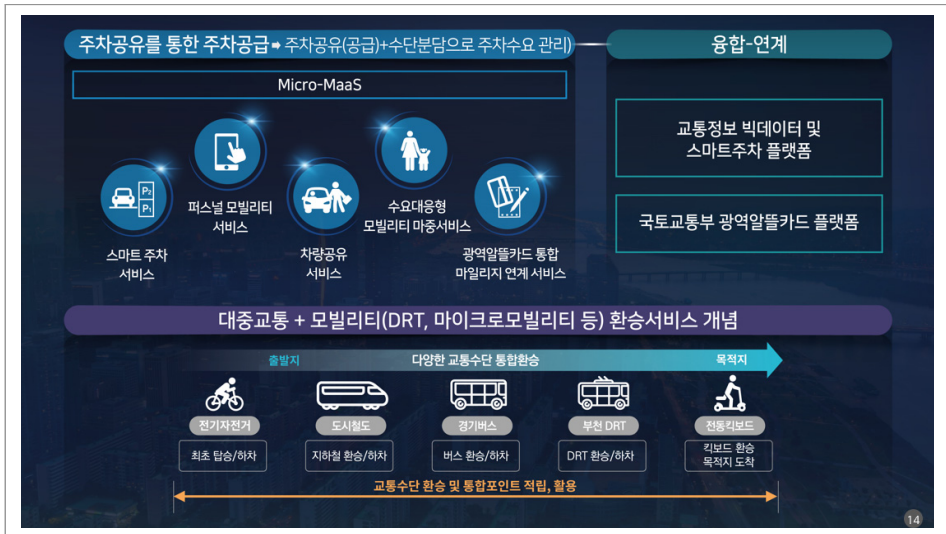 주차공유를 통한 주차공급➡ 주차공유(공급)+수단분담으로 주차수요 관리)
융합-연계
Micro-MaaS
교통정보 빅데이터 및
스마트주차 플랫폼
국토교통부 광역알뜰카드 플랫폼
P2
P1
스마트 주차
서비스
퍼스널 모빌리티
서비스
차량공유
서비스
수요대응형
모빌리티 마중서비스
광역알뜰카드 통합
마일리지 연계 서비스
대중교통 + 모빌리티(DRT, 마이크로모빌리티 등) 환승서비스 개념
출발지
다양한 교통수단 통합환승
목적지
전기자전거
도시철도
경기버스
부천 DRT
전동킥보드
최초 탑승/하차
지하철 환승/하차
버스 환승/하차
DRT 환승/하차
킥보드 환승
목적지 도착
교통수단 환승 및 통합포인트 적립, 활용
14